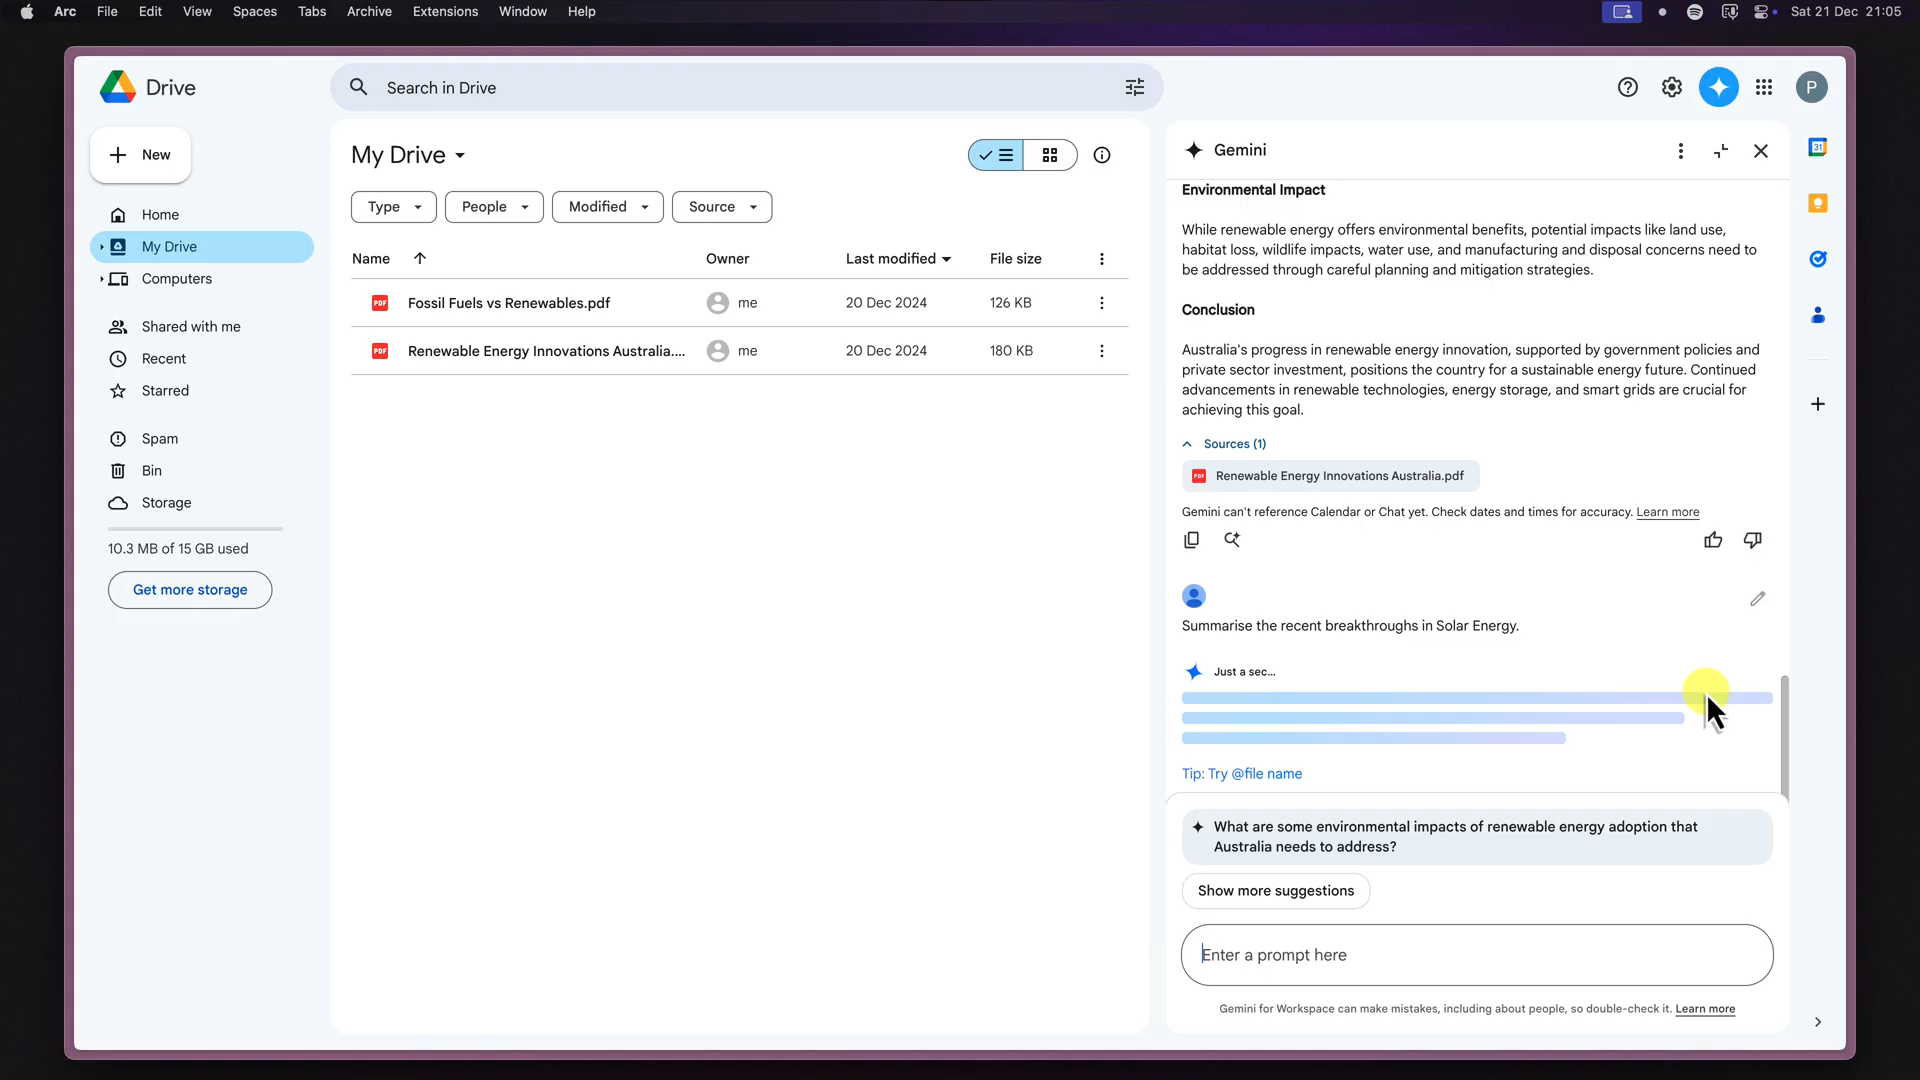 Arc File Edit View Spaces Tabs Archive Extensions Window Help Sat 21 Dec 21:05
Drive
Search in Drive
P
New
Home
My Drive
Computers
Shared with me
Recent
Starred
Spam
Bin
Storage
10.3 MB of 15 GB used
Get more storage
My Drive
Type People Modified Source
Name Owner Last modified File size
PDF Fossil Fuels vs Renewables.pdf me 20 Dec 2024 126 KB
PDF Renewable Energy Innovations Australia.... me 20 Dec 2024 180 KB
Gemini
Environmental Impact
While renewable energy offers environmental benefits, potential impacts like land use,
habitat loss, wildlife impacts, water use, and manufacturing and disposal concerns need to
be addressed through careful planning and mitigation strategies.
Conclusion
Australia's progress in renewable energy innovation, supported by government policies and
private sector investment, positions the country for a sustainable energy future. Continued
advancements in renewable technologies, energy storage, and smart grids are crucial for
achieving this goal.
Sources (1)
PDF Renewable Energy Innovations Australia.pdf
Gemini can't reference Calendar or Chat yet. Check dates and times for accuracy. Learn more
Summarise the recent breakthroughs in Solar Energy.
Just a sec...
Tip: Try @file name
What are some environmental impacts of renewable energy adoption that
Australia needs to address?
Show more suggestions
Enter a prompt here
Gemini for Workspace can make mistakes, including about people, so double-check it. Learn more
31